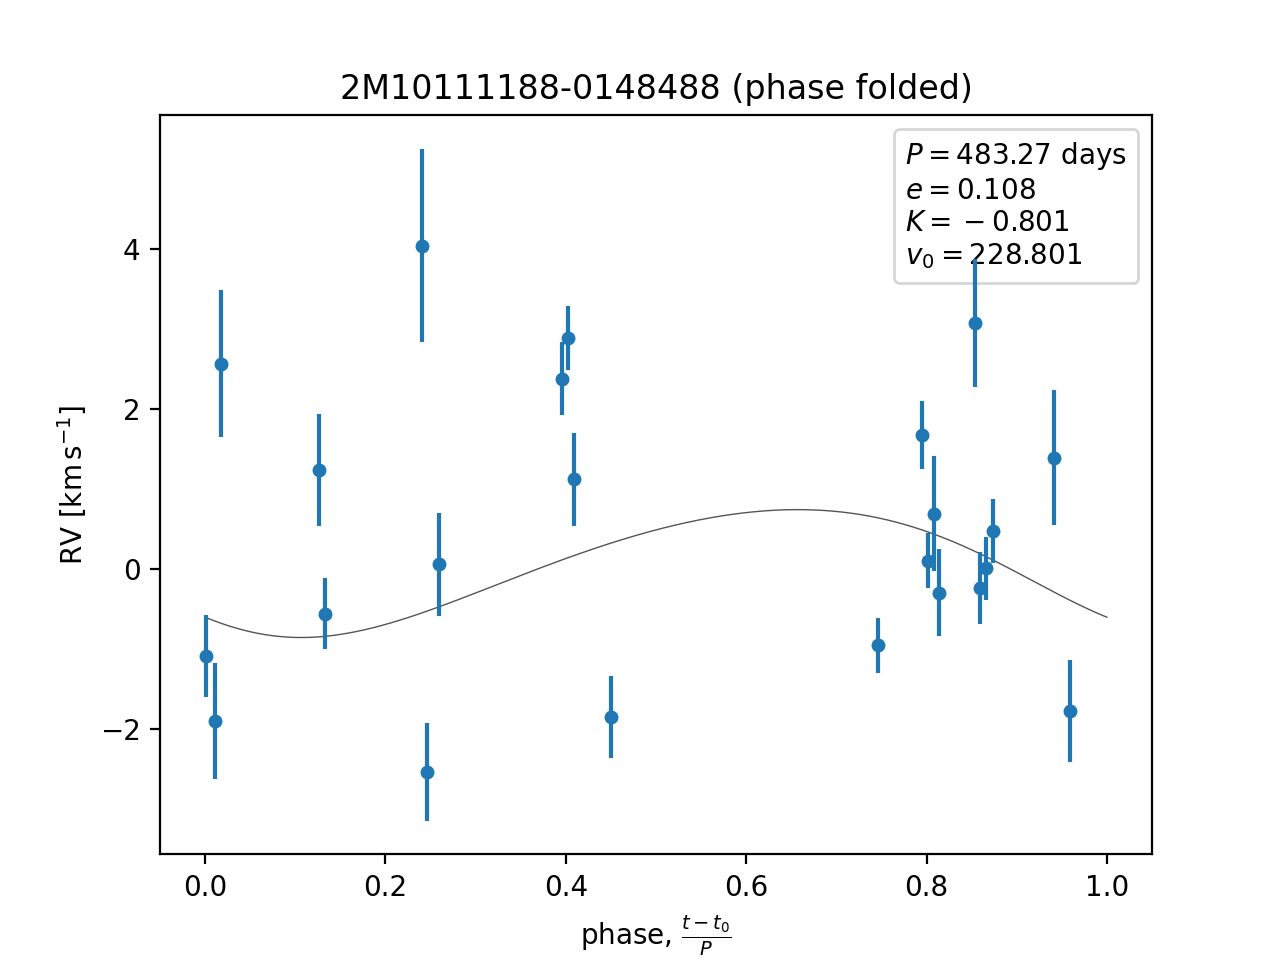 2M10111188-0148488 (phase folded)
P = 483.27 days
e = 0.108
K = −0.801
v₀ = 228.801
4
2
0
−2
RV [km s⁻¹]
0.0 0.2 0.4 0.6 0.8 1.0
phase, (t − t₀)/P